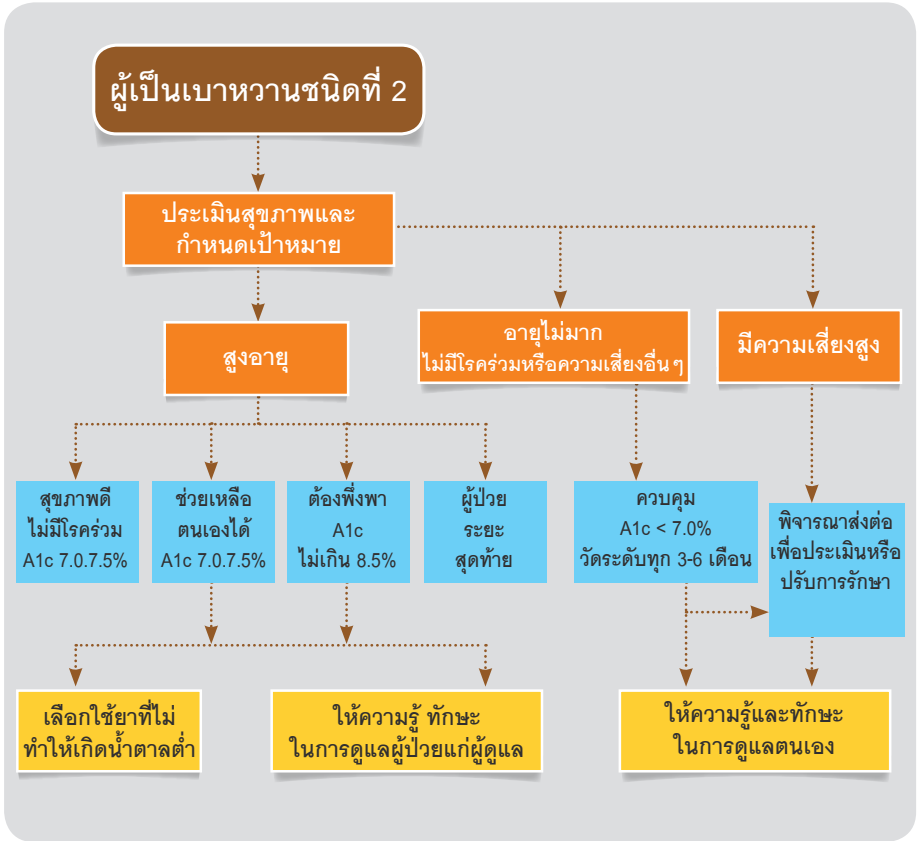 ผู้เป็นเบาหวานชนิดที่ 2
ประเมินสุขภาพและ
กำหนดเป้าหมาย
สูงอายุ
อายุไม่มาก
ไม่มีโรคร่วมหรือความเสี่ยงอื่น ๆ
มีความเสี่ยงสูง
สุขภาพดี
ไม่มีโรคร่วม
A1c 7.0.7.5%
ช่วยเหลือ
ตนเองได้
A1c 7.0.7.5%
ต้องพึ่งพา
A1c
ไม่เกิน 8.5%
ผู้ป่วย
ระยะ
สุดท้าย
ควบคุม
A1c < 7.0%
วัดระดับทุก 3-6 เดือน
พิจารณาส่งต่อ
เพื่อประเมินหรือ
ปรับการรักษา
เลือกใช้ยาที่ไม่
ทำให้เกิดน้ำตาลต่ำ
ให้ความรู้ ทักษะ
ในการดูแลผู้ป่วยแก่ผู้ดูแล
ให้ความรู้และทักษะ
ในการดูแลตนเอง